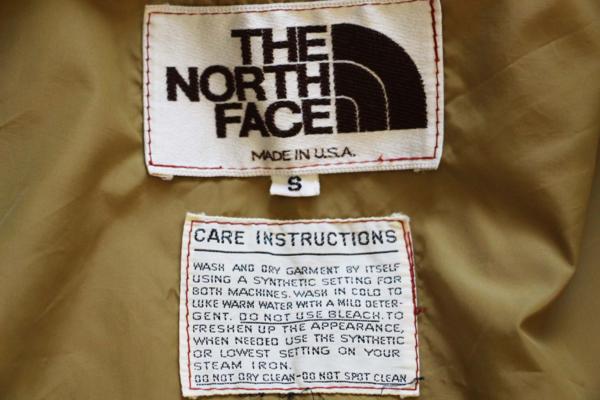 THE
NORTH
FACE
MADE IN U.S.A.
S
CARE INSTRUCTIONS
WASH AND DRY GARMENT BY ITSELF
USING A SYNTHETIC SETTING FOR
BOTH MACHINES. WASH IN COLD TO
LUKE WARM WATER WITH A MILD DETER-
GENT. DO NOT USE BLEACH. TO
FRESHEN UP THE APPEARANCE,
WHEN NEEDED USE THE SYNTHETIC
OR LOWEST SETTING ON YOUR
STEAM IRON.
DO NOT DRY CLEAN-DO NOT SPOT CLEAN